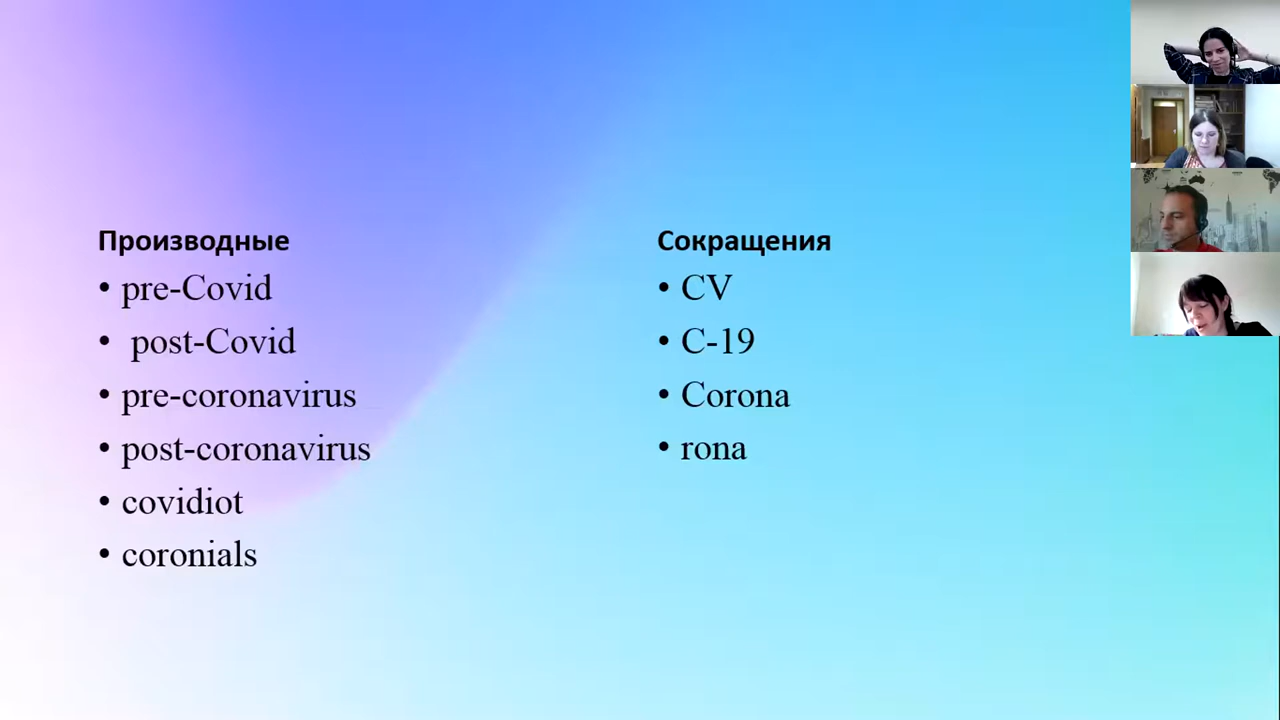 Производные
• pre-Covid
• post-Covid
• pre-coronavirus
• post-coronavirus
• covidiot
• coronials
Сокращения
• CV
• C-19
• Corona
• rona